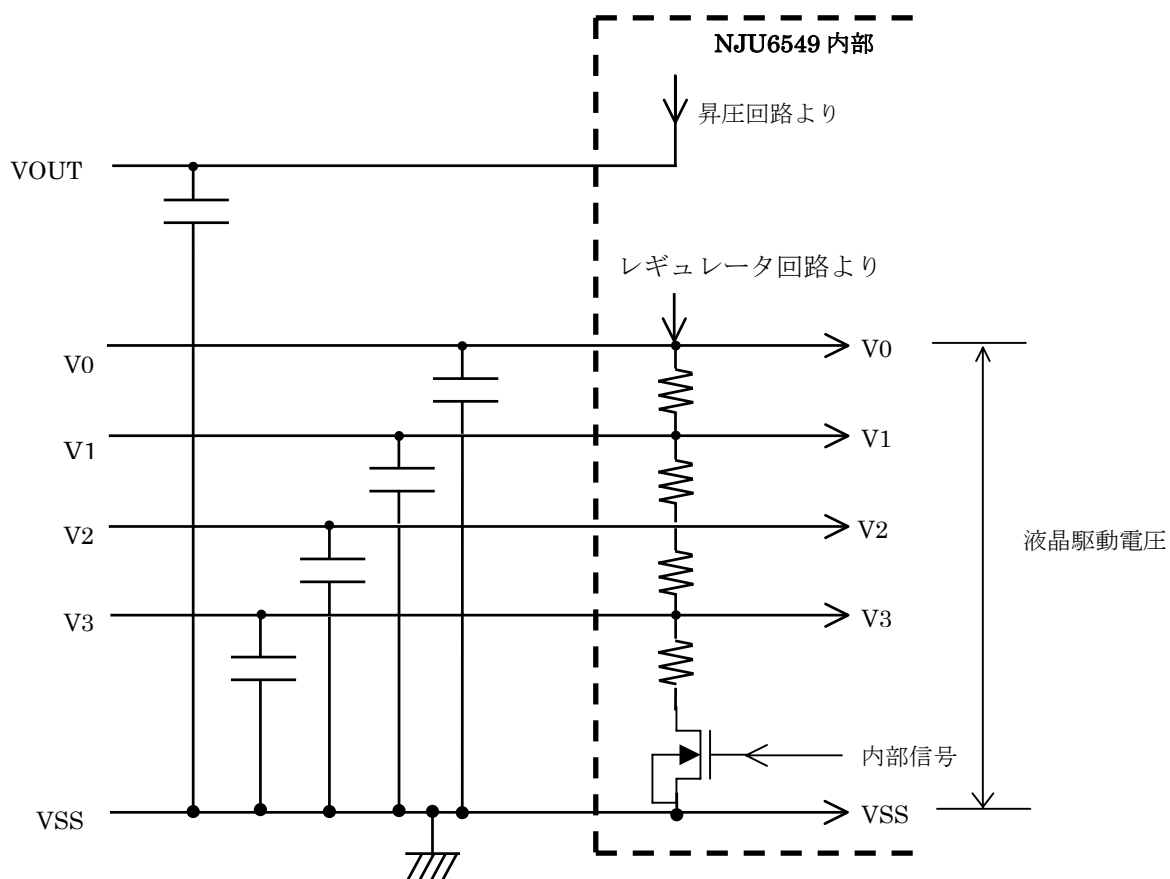 NJU6549 内部
昇圧回路より
VOUT
レギュレータ回路より
V0
V0
V1
V1
V2
V2
液晶駆動電圧
V3
V3
内部信号
VSS
VSS